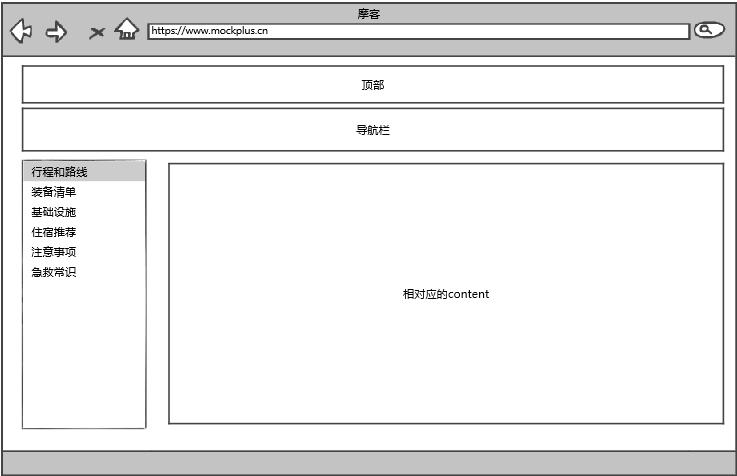 摩客
https://www.mockplus.cn
顶部
导航栏
行程和路线
装备清单
基础设施
住宿推荐
注意事项
急救常识
相对应的content